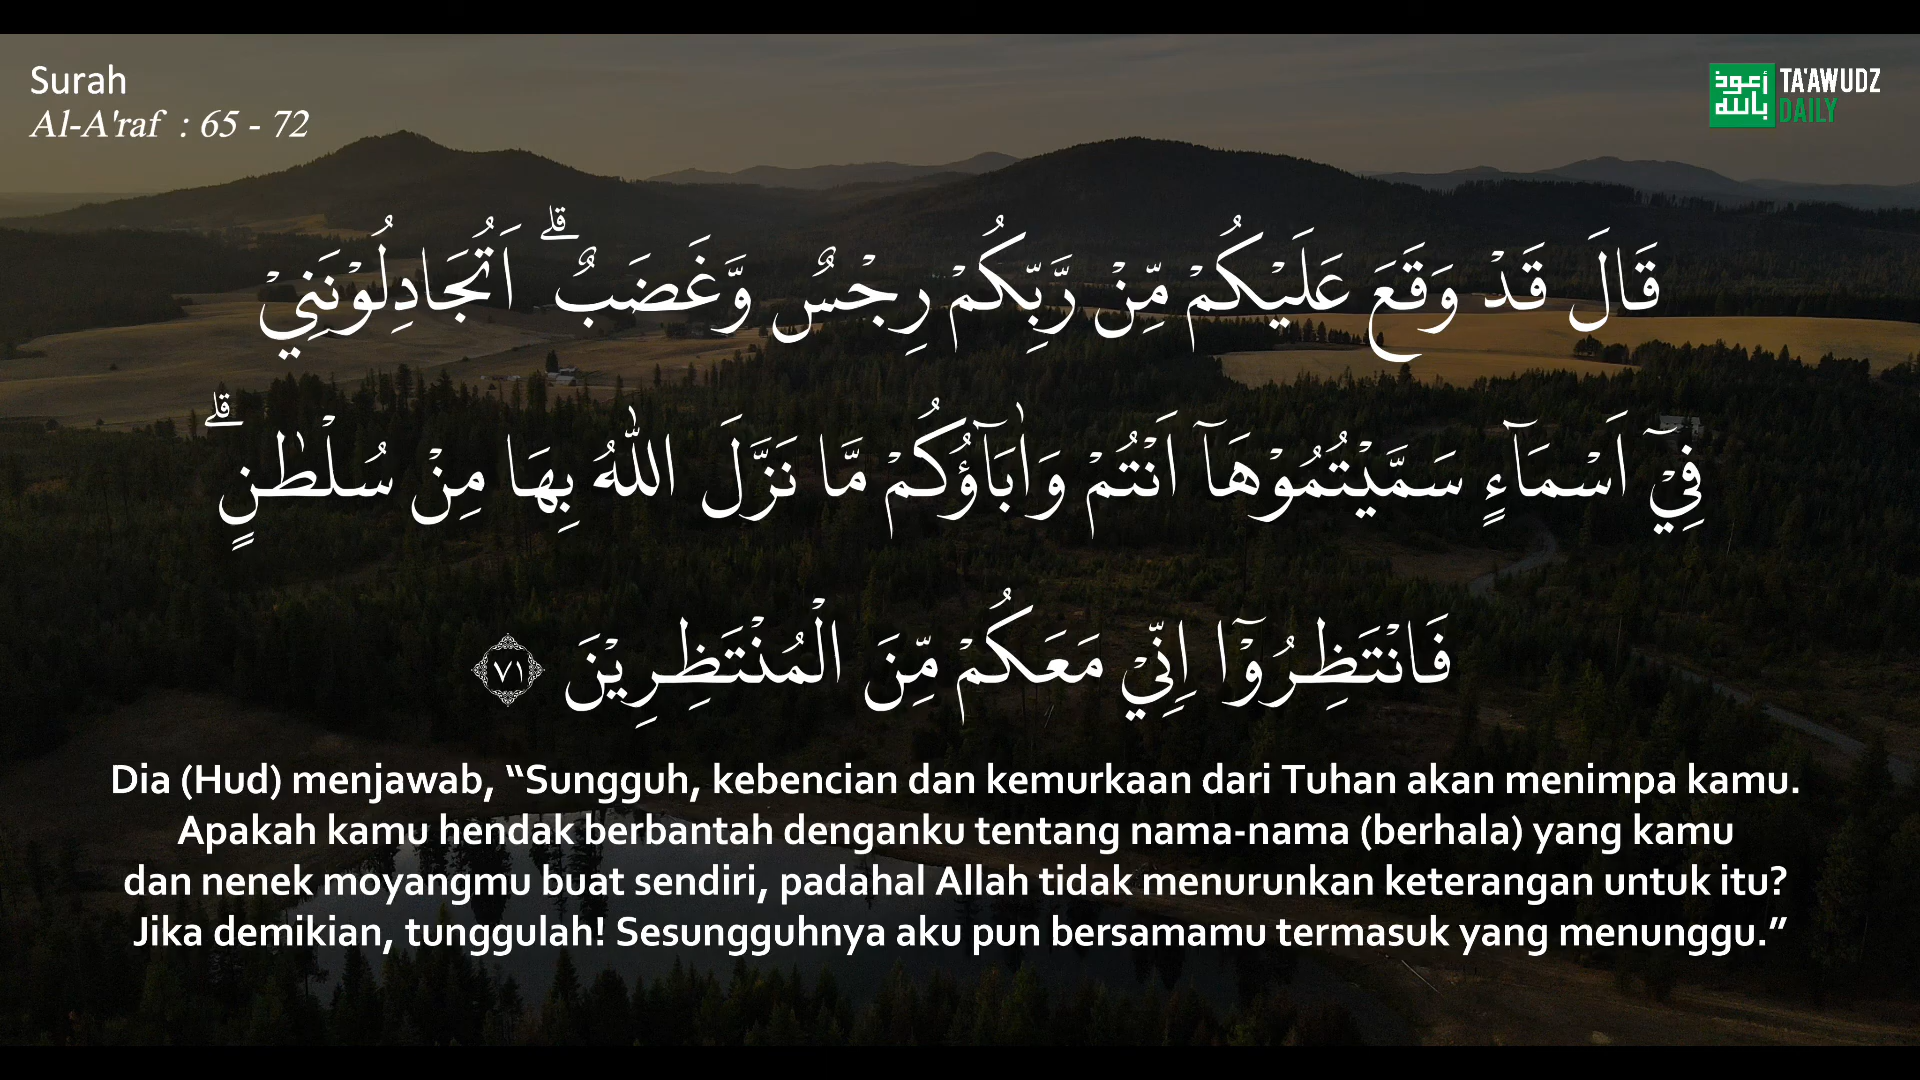 Surah
Al-A'raf : 65 - 72
أعوذ
بالله
TA'AWUDZ
DAILY
قَالَ قَدْ وَقَعَ عَلَيْكُمْ مِّنْ رَّبِّكُمْ رِجْسٌ وَّغَضَبٌۗ اَتُجَادِلُوْنَنِيْ
فِيْٓ اَسْمَاۤءٍ سَمَّيْتُمُوْهَآ اَنْتُمْ وَاٰبَاۤؤُكُمْ مَّا نَزَّلَ اللّٰهُ بِهَا مِنْ سُلْطٰنٍۗ
فَانْتَظِرُوْٓا اِنِّيْ مَعَكُمْ مِّنَ الْمُنْتَظِرِيْنَ ٧١
Dia (Hud) menjawab, “Sungguh, kebencian dan kemurkaan dari Tuhan akan menimpa kamu.
Apakah kamu hendak berbantah denganku tentang nama-nama (berhala) yang kamu
dan nenek moyangmu buat sendiri, padahal Allah tidak menurunkan keterangan untuk itu?
Jika demikian, tunggulah! Sesungguhnya aku pun bersamamu termasuk yang menunggu.”